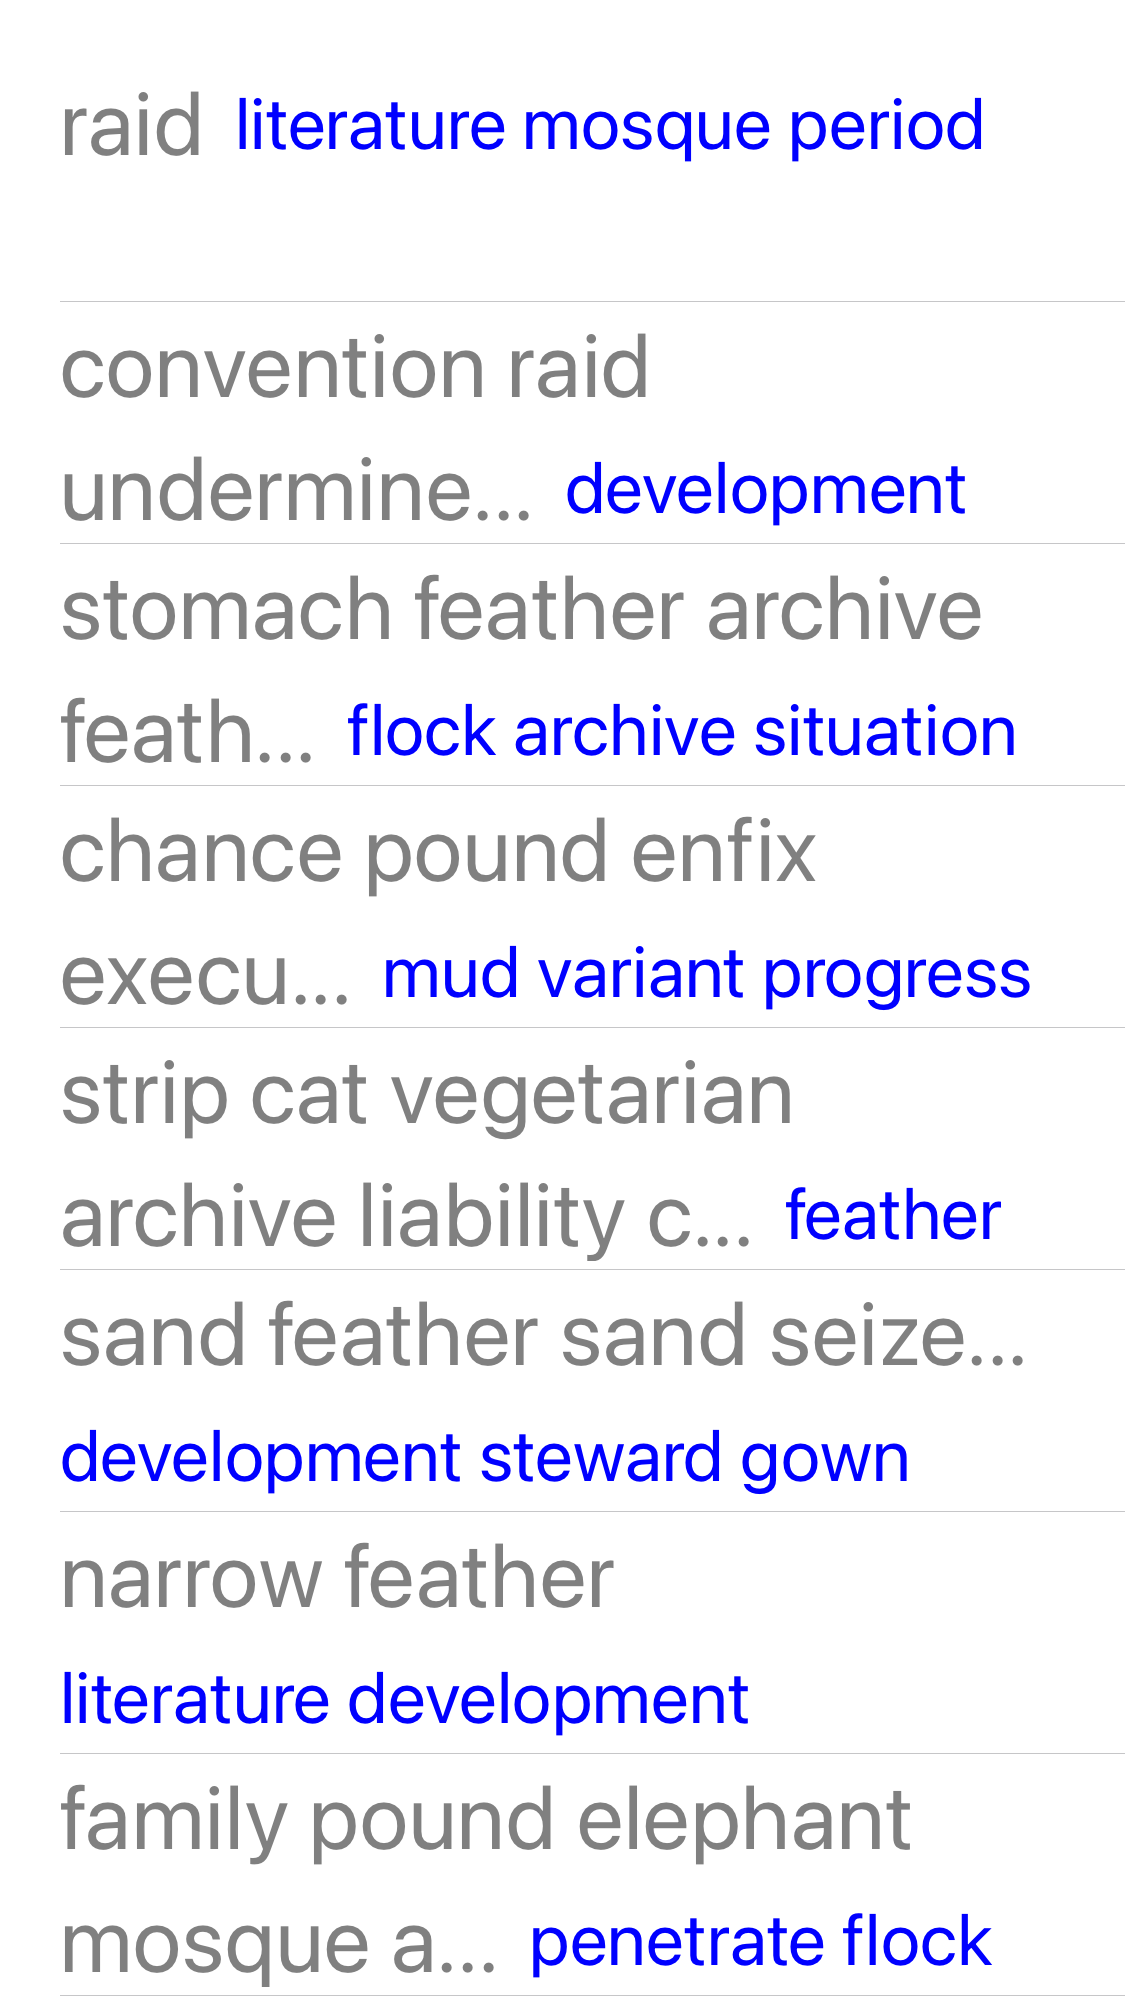 raid literature mosque period
convention raid
undermine... development
stomach feather archive
feath... flock archive situation
chance pound enfix
execu... mud variant progress
strip cat vegetarian
archive liability c... feather
sand feather sand seize...
development steward gown
narrow feather
literature development
family pound elephant
mosque a... penetrate flock